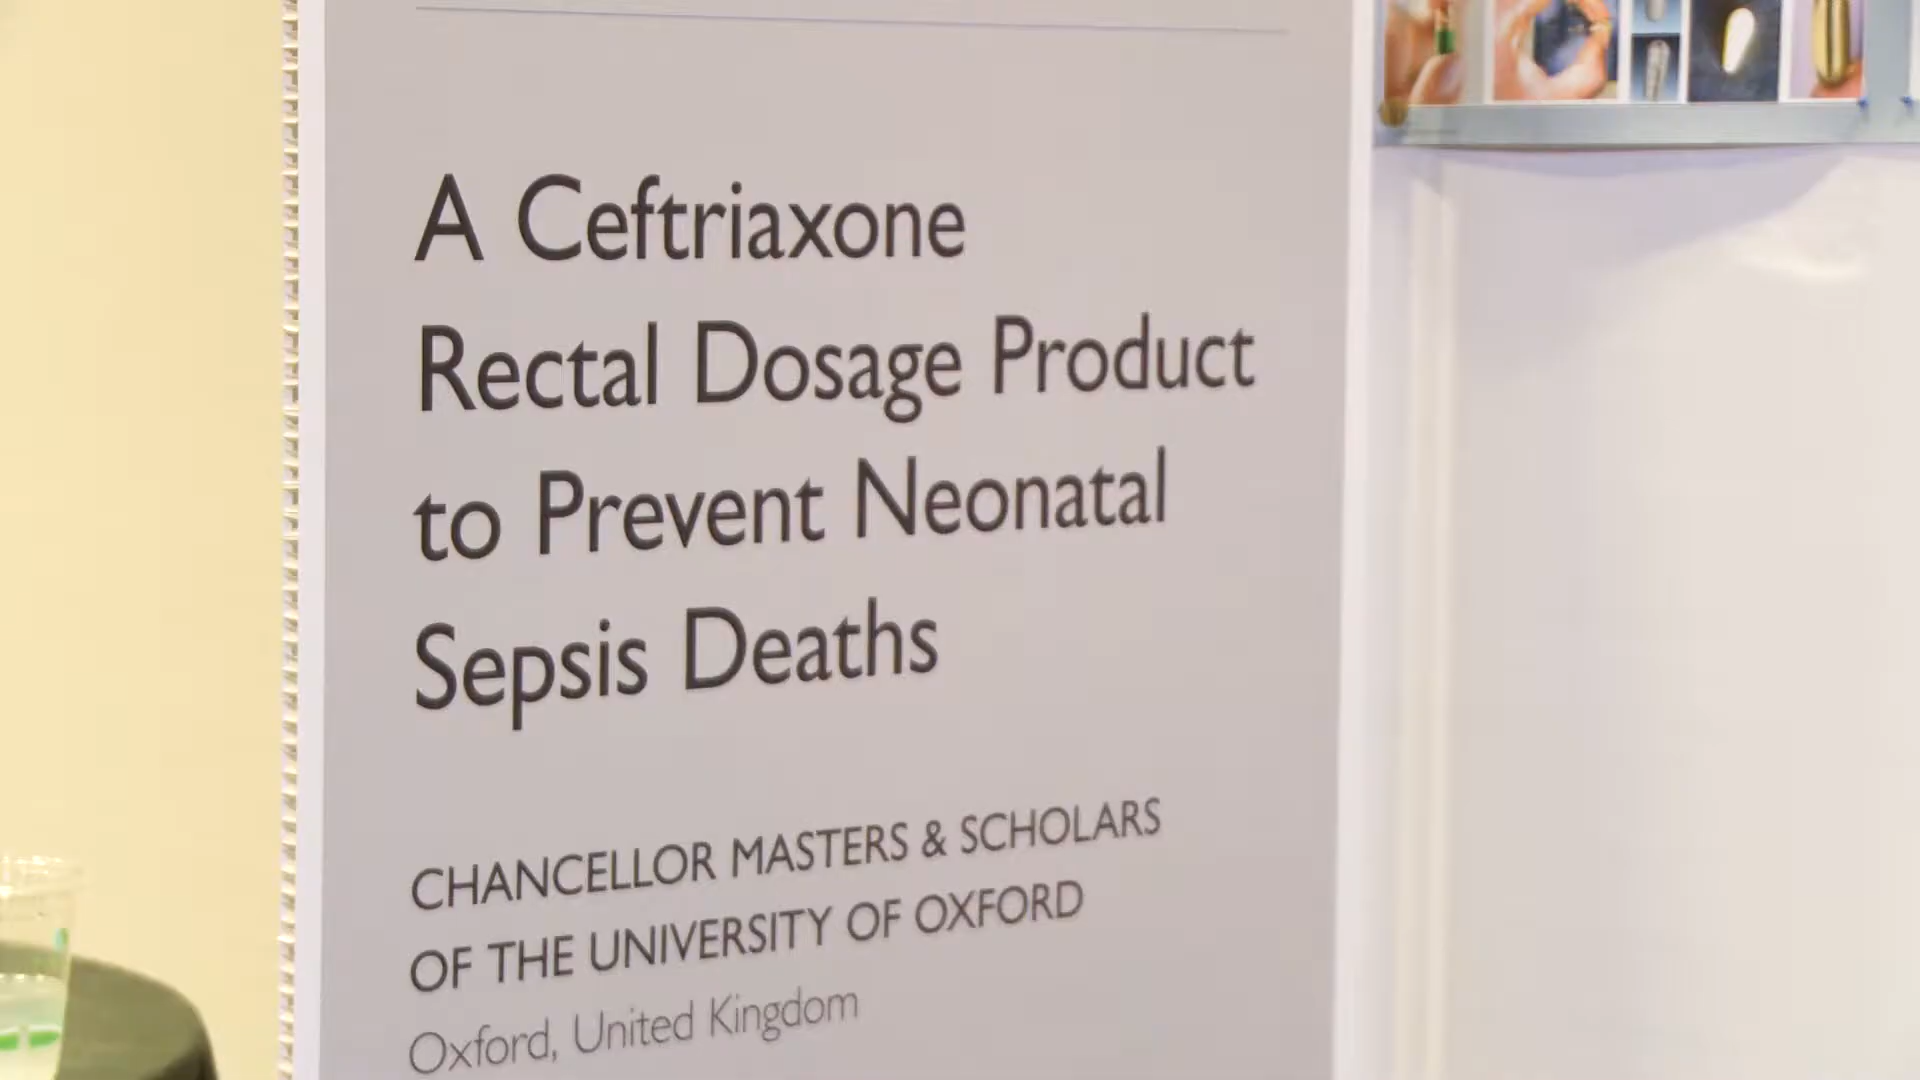 A Ceftriaxone
Rectal Dosage Product
to Prevent Neonatal
Sepsis Deaths
CHANCELLOR MASTERS & SCHOLARS
OF THE UNIVERSITY OF OXFORD
Oxford, United Kingdom